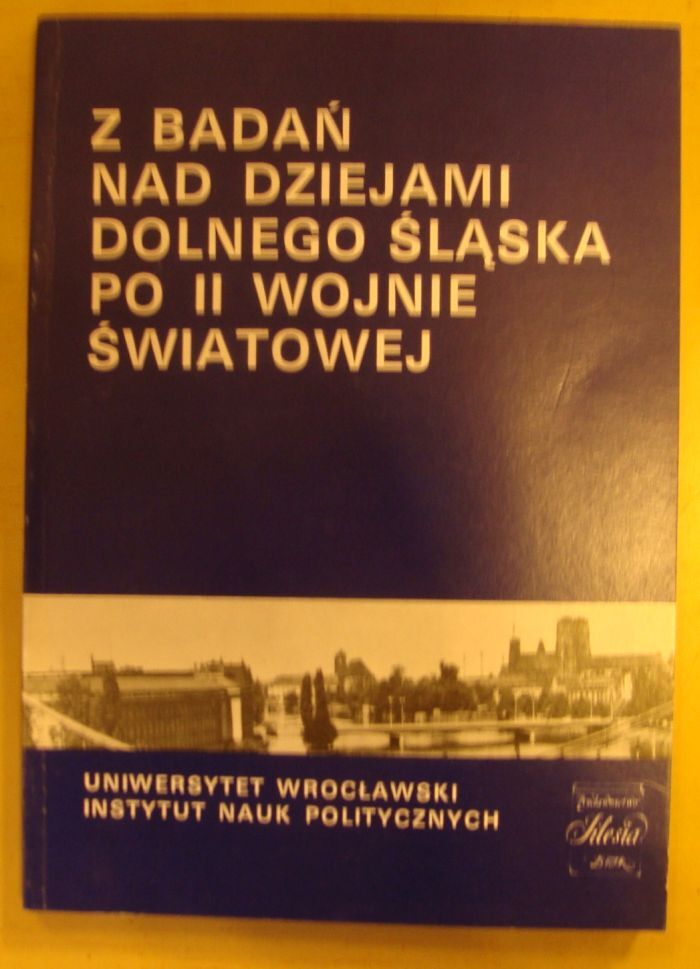 Z BADAŃ
NAD DZIEJAMI
DOLNEGO ŚLĄSKA
PO II WOJNIE
ŚWIATOWEJ
UNIWERSYTET WROCŁAWSKI
INSTYTUT NAUK POLITYCZNYCH
Silesia